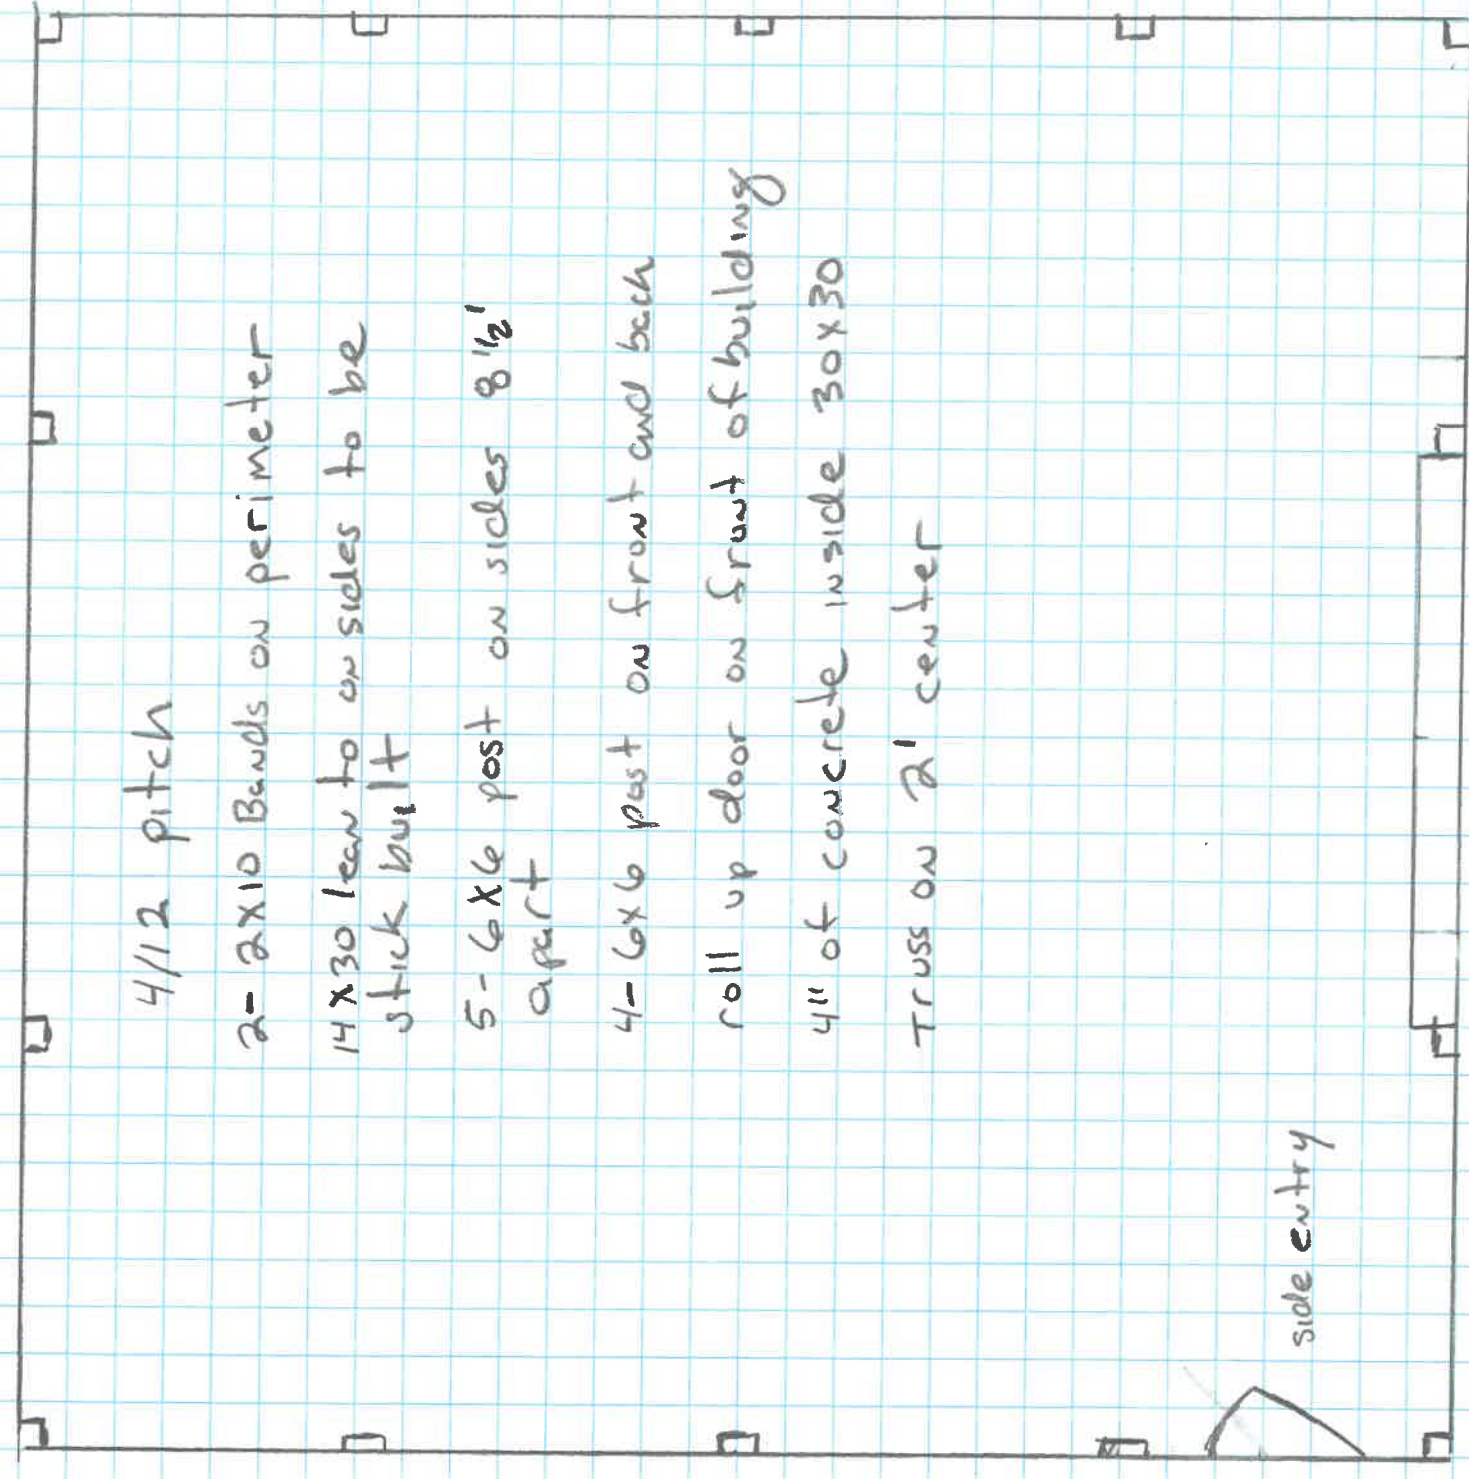 4/12 pitch
2- 2x10 Bands on perimeter
14x30 lean to on sides to be
stick built
5- 6x6 post on sides 8 1/2'
apart
4- 6x6 post on front and back
roll up door on front of building
4" of concrete inside 30x30
Truss on 2' center
side entry